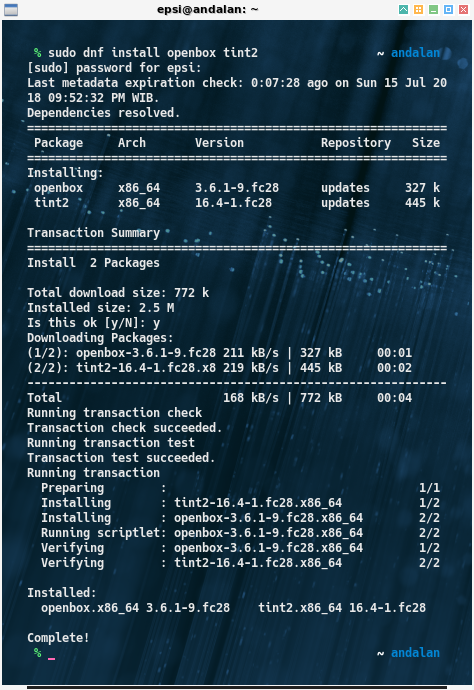 epsi@andalan: ~
% sudo dnf install openbox tint2 ~ andalan
[sudo] password for epsi:
Last metadata expiration check: 0:07:28 ago on Sun 15 Jul 20
18 09:52:32 PM WIB.
Dependencies resolved.
============================================================
Package Arch Version Repository Size
============================================================
Installing:
openbox x86_64 3.6.1-9.fc28 updates 327 k
tint2 x86_64 16.4-1.fc28 updates 445 k
Transaction Summary
============================================================
Install 2 Packages
Total download size: 772 k
Installed size: 2.5 M
Is this ok [y/N]: y
Downloading Packages:
(1/2): openbox-3.6.1-9.fc28 211 kB/s | 327 kB 00:01
(2/2): tint2-16.4-1.fc28.x8 219 kB/s | 445 kB 00:02
------------------------------------------------------------
Total 168 kB/s | 772 kB 00:04
Running transaction check
Transaction check succeeded.
Running transaction test
Transaction test succeeded.
Running transaction
Preparing : 1/1
Installing : tint2-16.4-1.fc28.x86_64 1/2
Installing : openbox-3.6.1-9.fc28.x86_64 2/2
Running scriptlet: openbox-3.6.1-9.fc28.x86_64 2/2
Verifying : openbox-3.6.1-9.fc28.x86_64 1/2
Verifying : tint2-16.4-1.fc28.x86_64 2/2
Installed:
openbox.x86_64 3.6.1-9.fc28 tint2.x86_64 16.4-1.fc28
Complete!
% _ ~ andalan